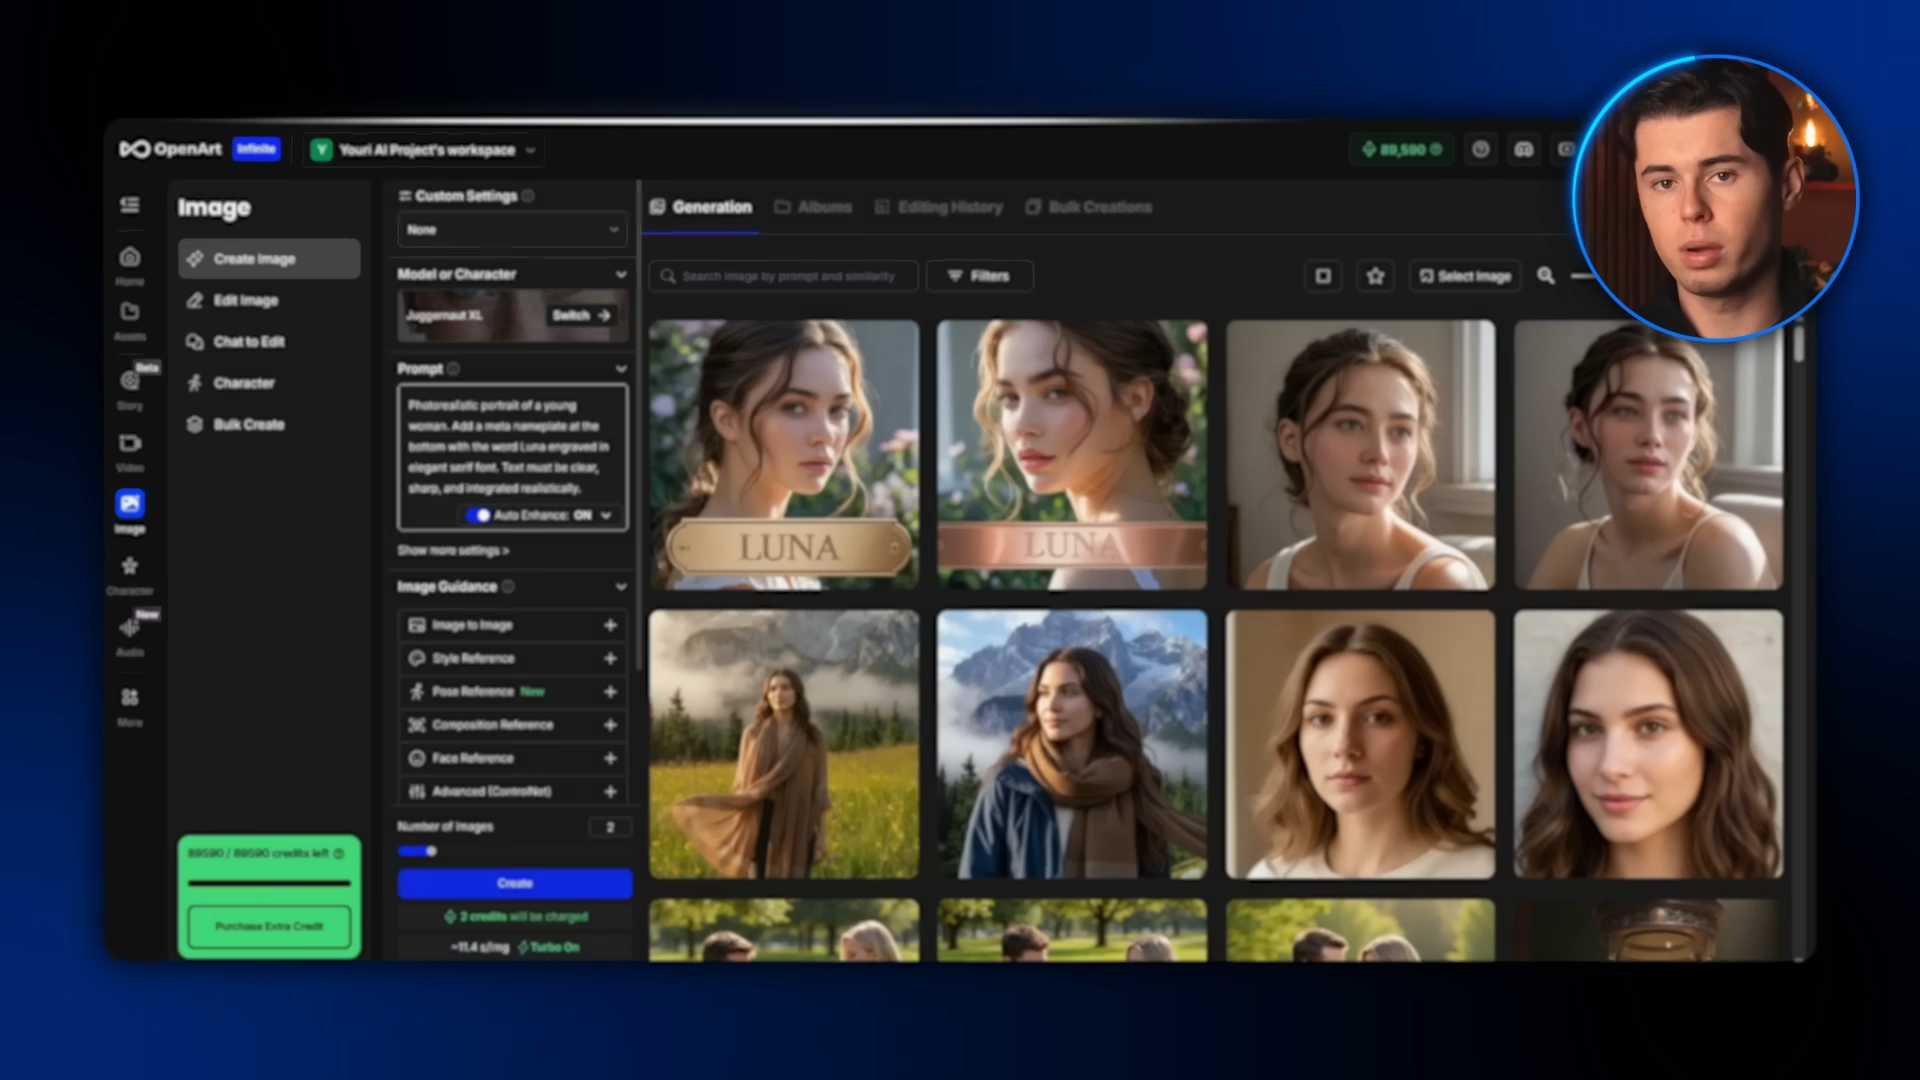 OpenArt
Infinite
Y
Youri AI Project's workspace
89,590
Home
Assets
Beta
Story
Video
Image
Character
New
Audio
More
Image
Create Image
Edit Image
Chat to Edit
Character
Bulk Create
89590 / 89590 credits left
Purchase Extra Credit
Custom Settings
None
Model or Character
Juggernaut XL
Switch
Prompt
Photorealistic portrait of a young
woman. Add a meta nameplate at the
bottom with the word Luna engraved in
elegant serif font. Text must be clear,
sharp, and integrated realistically.
Auto Enhance: ON
Show more settings >
Image Guidance
Image to Image
Style Reference
Pose Reference New
Composition Reference
Face Reference
Advanced (ControlNet)
Number of images
2
Create
2 credits will be charged
~11.4 s/img
Turbo On
Generation
Albums
Editing History
Bulk Creations
Search image by prompt and similarity
Filters
Select Image
LUNA
LUNA